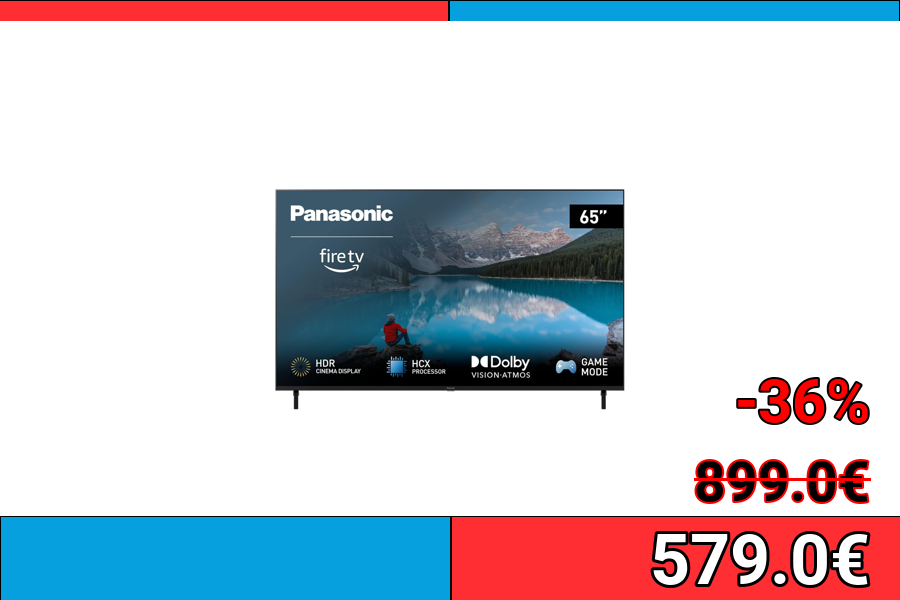 Panasonic
65”
fire tv
HDR
CINEMA DISPLAY
HCX
PROCESSOR
Dolby
VISION·ATMOS
GAME
MODE
-36%
899.0€
579.0€